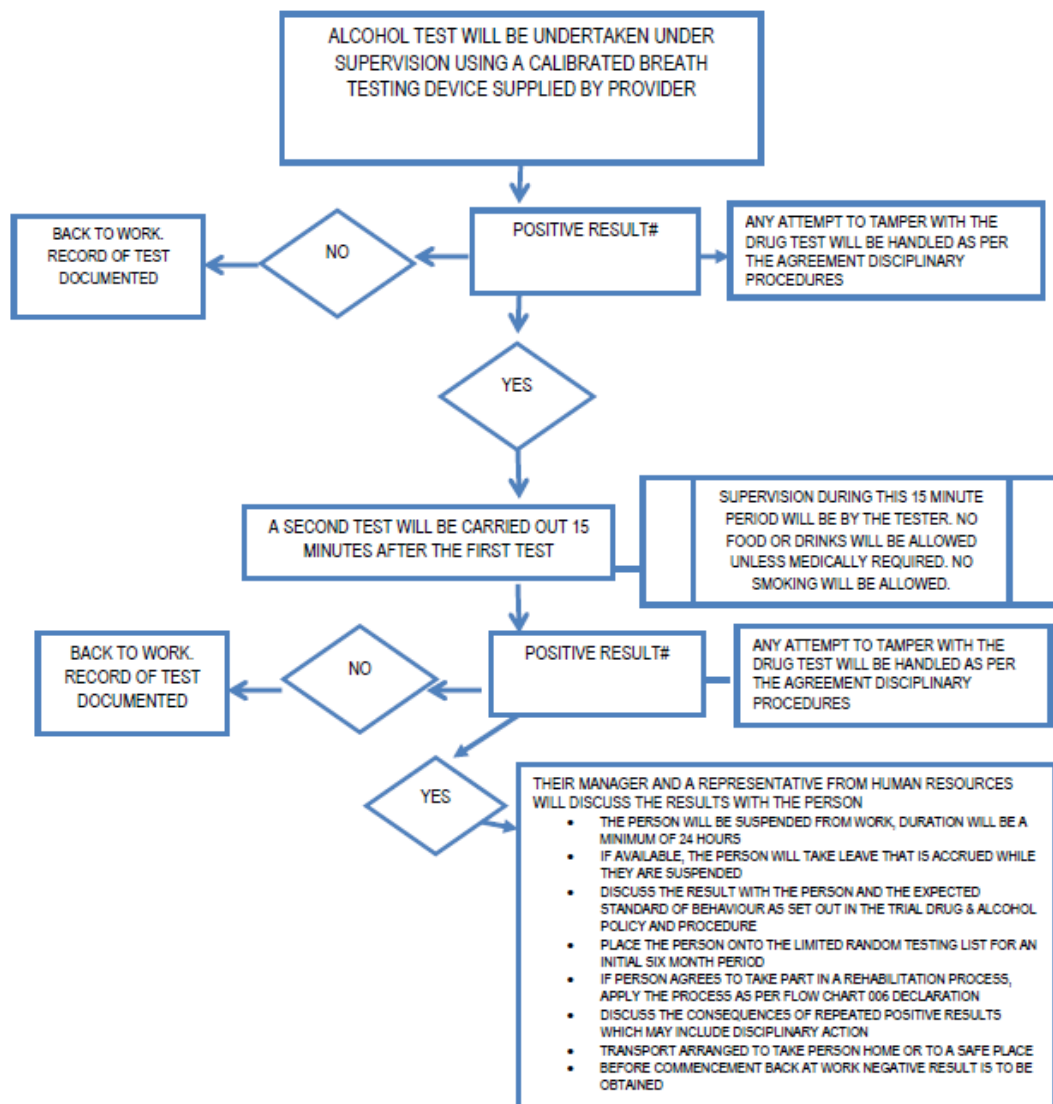 ALCOHOL TEST WILL BE UNDERTAKEN UNDER
SUPERVISION USING A CALIBRATED BREATH
TESTING DEVICE SUPPLIED BY PROVIDER
BACK TO WORK.
RECORD OF TEST
DOCUMENTED
NO
POSITIVE RESULT#
ANY ATTEMPT TO TAMPER WITH THE
DRUG TEST WILL BE HANDLED AS PER
THE AGREEMENT DISCIPLINARY
PROCEDURES
YES
A SECOND TEST WILL BE CARRIED OUT 15
MINUTES AFTER THE FIRST TEST
SUPERVISION DURING THIS 15 MINUTE
PERIOD WILL BE BY THE TESTER. NO
FOOD OR DRINKS WILL BE ALLOWED
UNLESS MEDICALLY REQUIRED. NO
SMOKING WILL BE ALLOWED.
BACK TO WORK.
RECORD OF TEST
DOCUMENTED
NO
POSITIVE RESULT#
ANY ATTEMPT TO TAMPER WITH THE
DRUG TEST WILL BE HANDLED AS PER
THE AGREEMENT DISCIPLINARY
PROCEDURES
YES
THEIR MANAGER AND A REPRESENTATIVE FROM HUMAN RESOURCES
WILL DISCUSS THE RESULTS WITH THE PERSON
• THE PERSON WILL BE SUSPENDED FROM WORK, DURATION WILL BE A
MINIMUM OF 24 HOURS
• IF AVAILABLE, THE PERSON WILL TAKE LEAVE THAT IS ACCRUED WHILE
THEY ARE SUSPENDED
• DISCUSS THE RESULT WITH THE PERSON AND THE EXPECTED
STANDARD OF BEHAVIOUR AS SET OUT IN THE TRIAL DRUG & ALCOHOL
POLICY AND PROCEDURE
• PLACE THE PERSON ONTO THE LIMITED RANDOM TESTING LIST FOR AN
INITIAL SIX MONTH PERIOD
• IF PERSON AGREES TO TAKE PART IN A REHABILITATION PROCESS,
APPLY THE PROCESS AS PER FLOW CHART 006 DECLARATION
• DISCUSS THE CONSEQUENCES OF REPEATED POSITIVE RESULTS
WHICH MAY INCLUDE DISCIPLINARY ACTION
• TRANSPORT ARRANGED TO TAKE PERSON HOME OR TO A SAFE PLACE
• BEFORE COMMENCEMENT BACK AT WORK NEGATIVE RESULT IS TO BE
OBTAINED